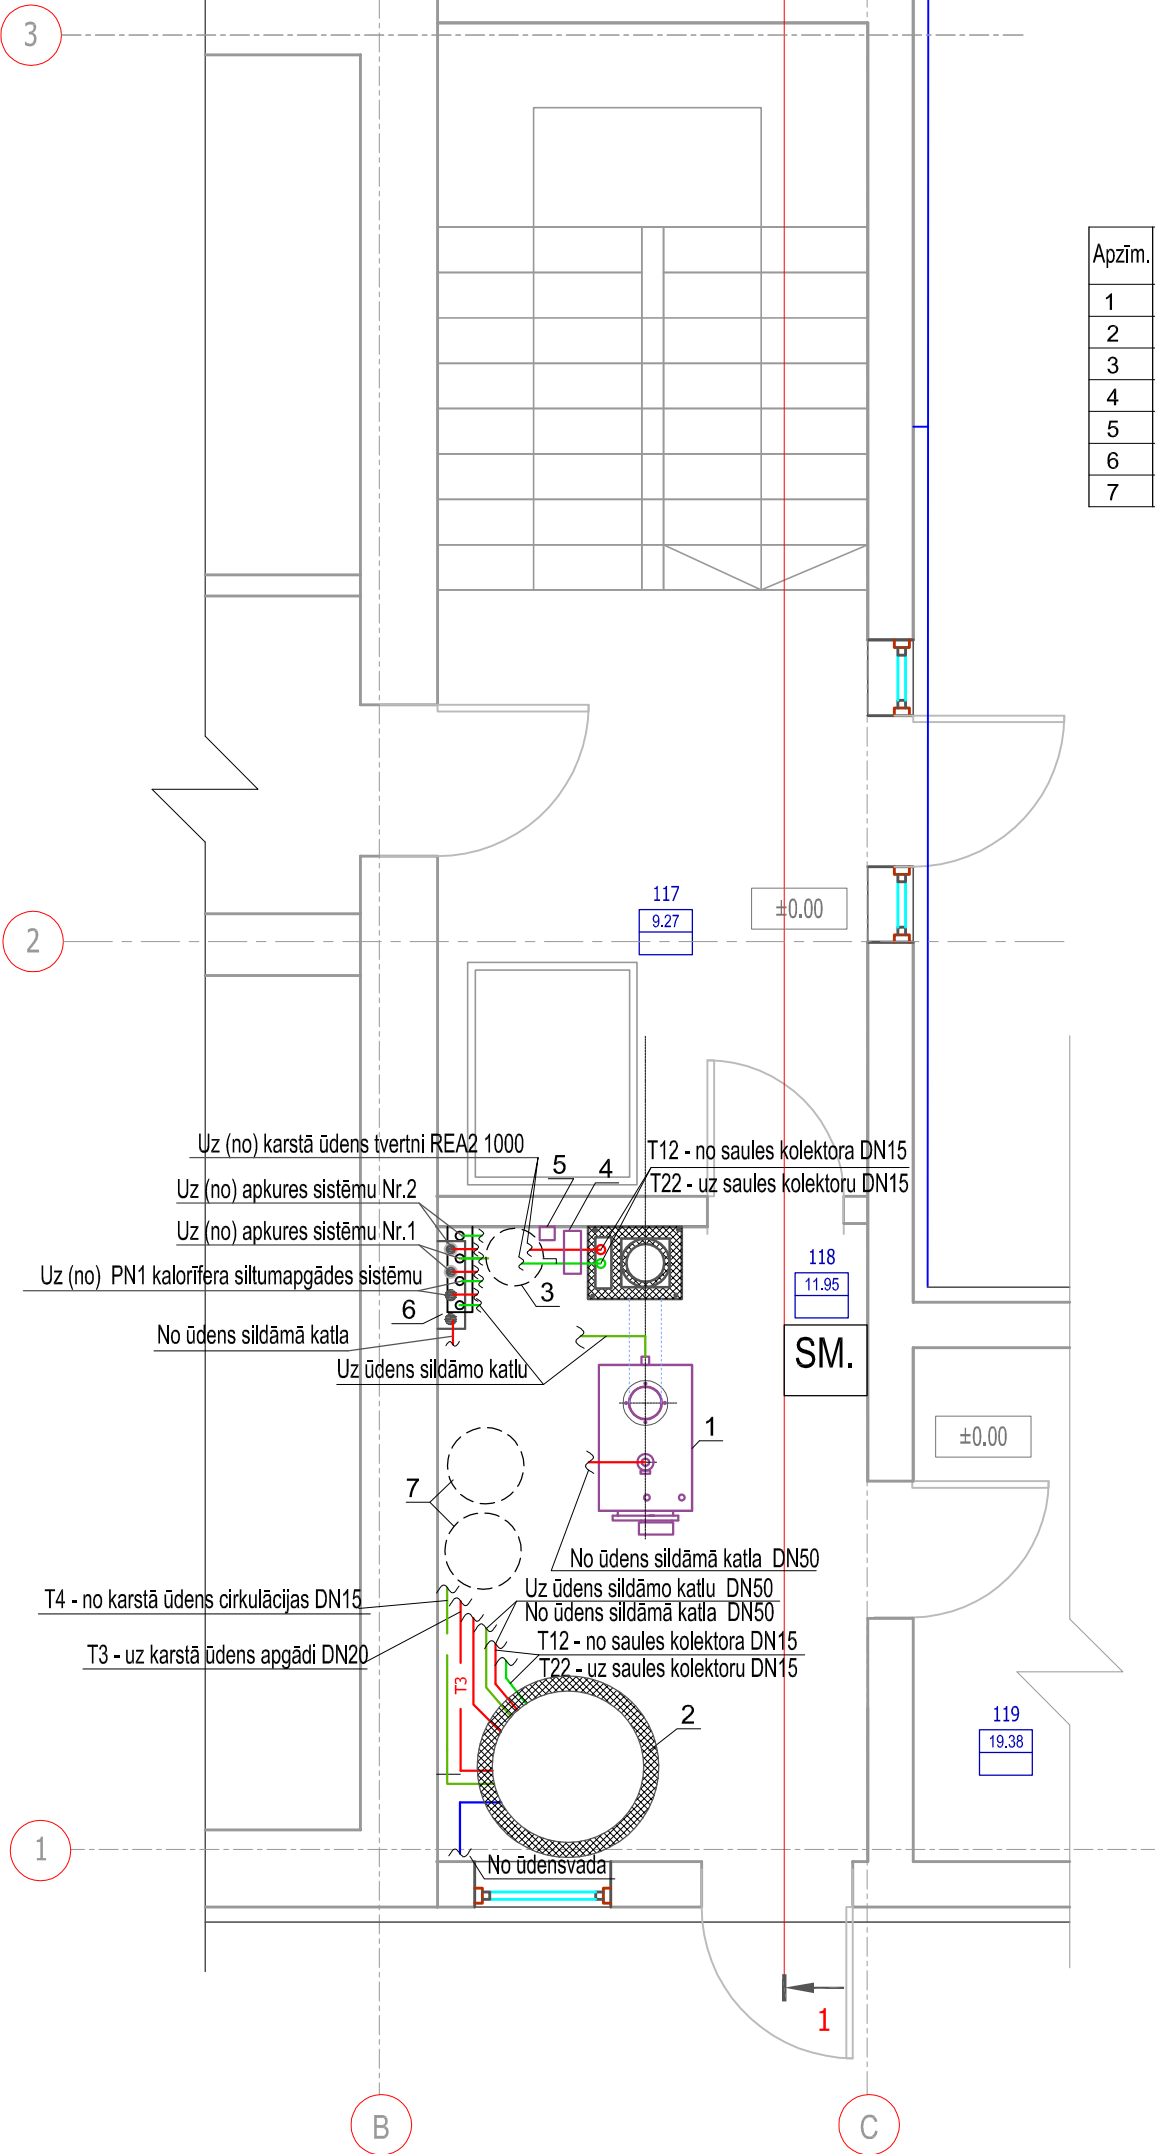 3
Apzīm.
1
2
3
4
5
6
7
117
9.27
±0.00
2
Uz (no) karstā ūdens tvertni REA2 1000
5
4
T12 - no saules kolektora DN15
T22 - uz saules kolektoru DN15
Uz (no) apkures sistēmu Nr.2
Uz (no) apkures sistēmu Nr.1
118
11.95
Uz (no) PN1 kalorīfera siltumapgādes sistēmu
3
6
No ūdens sildāmā katla
SM.
Uz ūdens sildāmo katlu
1
±0.00
7
No ūdens sildāmā katla DN50
Uz ūdens sildāmo katlu DN50
No ūdens sildāmā katla DN50
T4 - no karstā ūdens cirkulācijas DN15
T12 - no saules kolektora DN15
T3 - uz karstā ūdens apgādi DN20
T22 - uz saules kolektoru DN15
T3
2
119
19.38
1
No ūdensvada
1
B
C